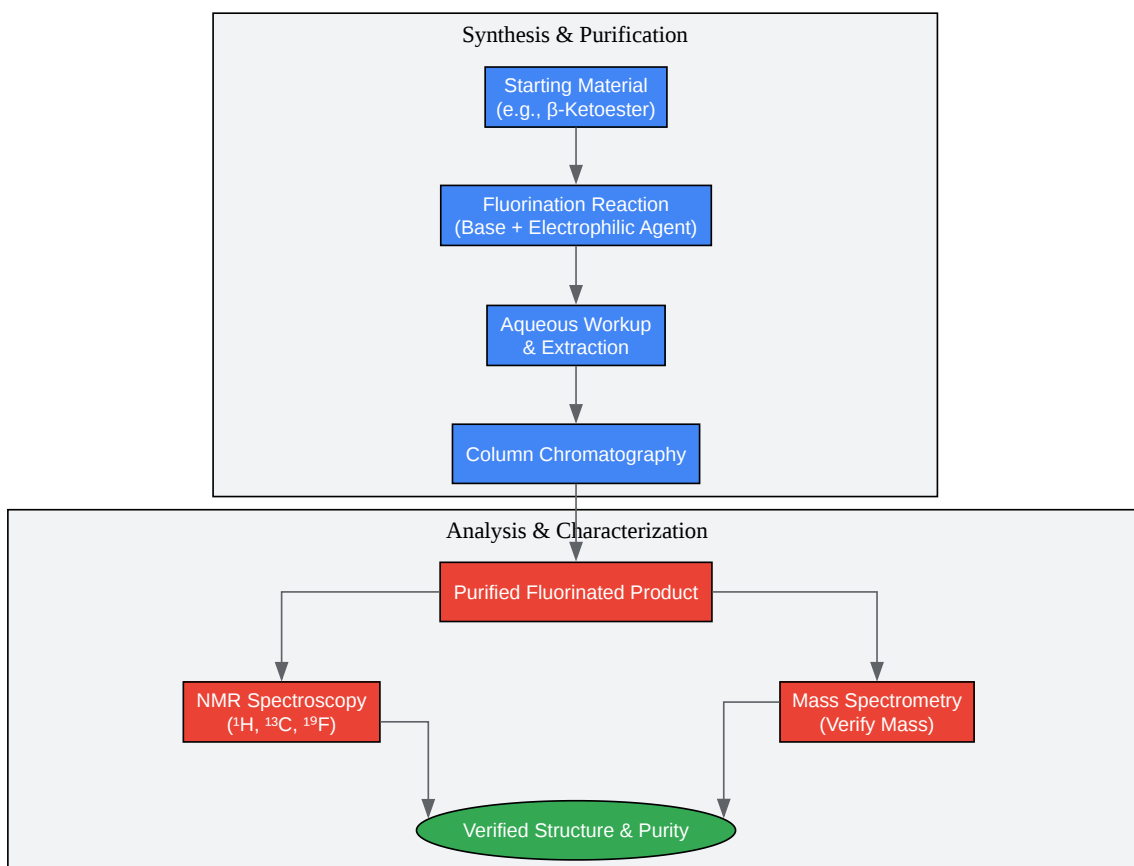 Synthesis & Purification
Starting Material
(e.g., β-Ketoester)
Fluorination Reaction
(Base + Electrophilic Agent)
Aqueous Workup
& Extraction
Column Chromatography
Analysis & Characterization
Purified Fluorinated Product
NMR Spectroscopy
(¹H, ¹³C, ¹⁹F)
Mass Spectrometry
(Verify Mass)
Verified Structure & Purity